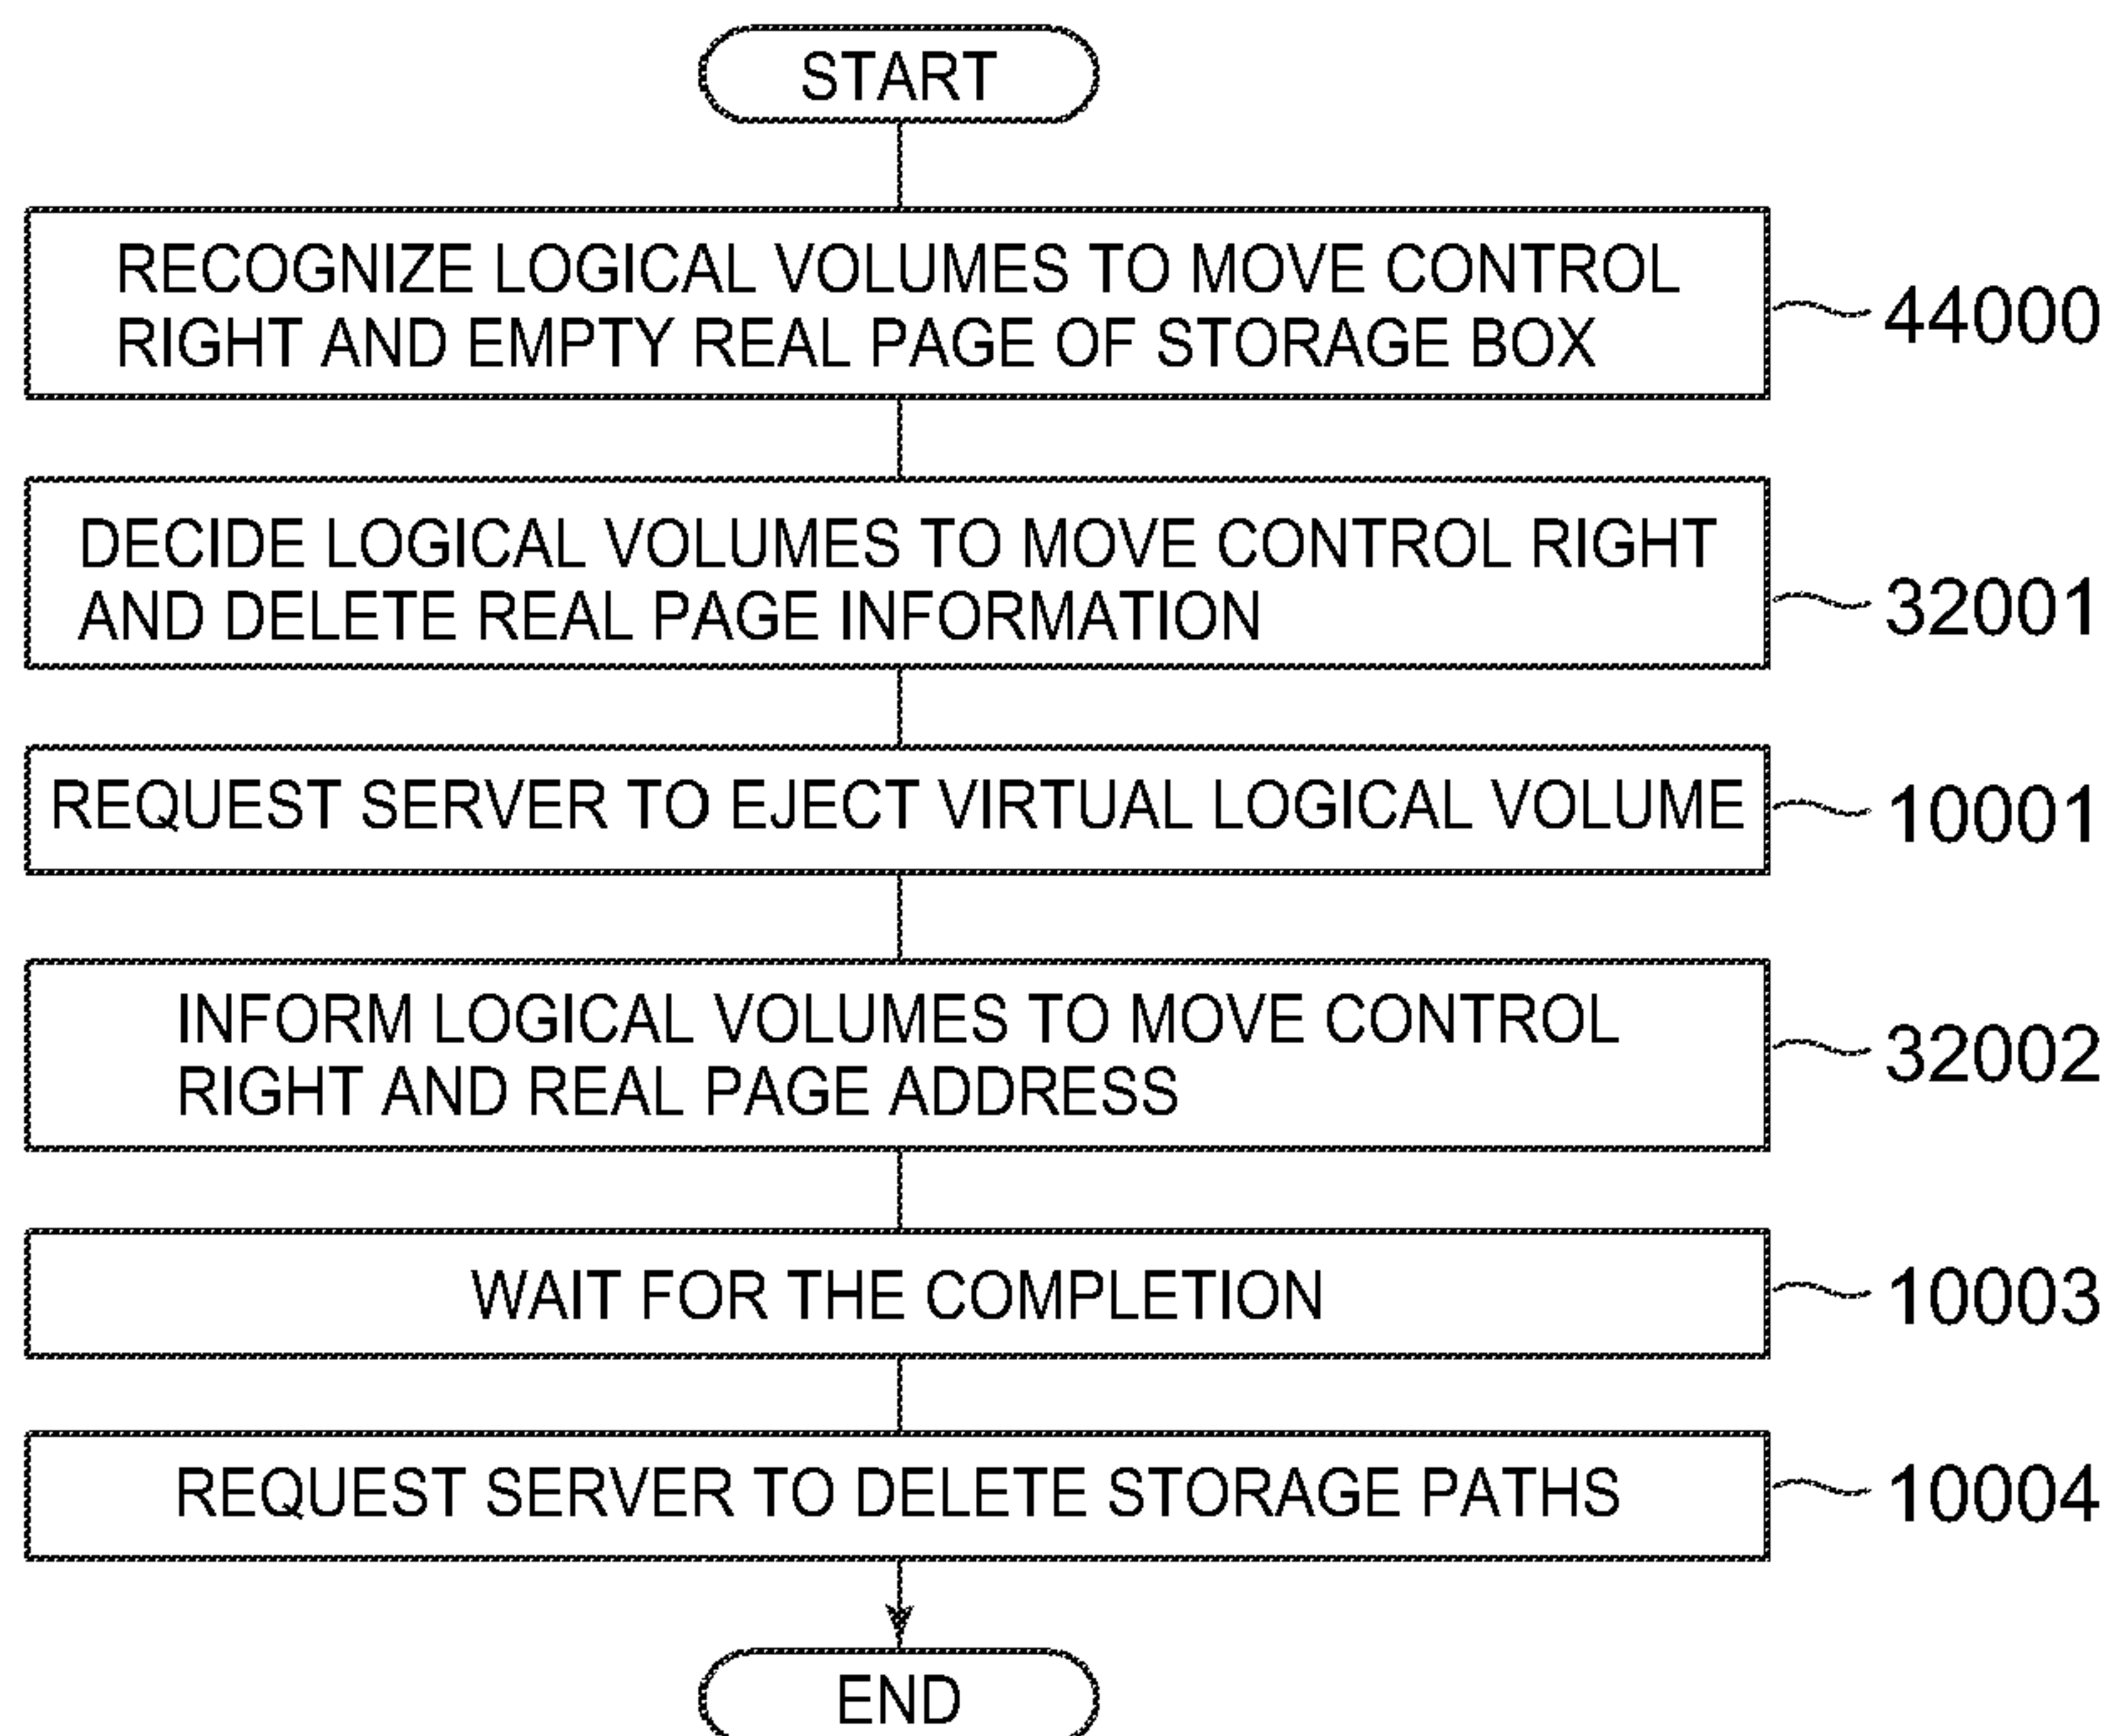 START
RECOGNIZE LOGICAL VOLUMES TO MOVE CONTROL
RIGHT AND EMPTY REAL PAGE OF STORAGE BOX
44000
DECIDE LOGICAL VOLUMES TO MOVE CONTROL RIGHT
AND DELETE REAL PAGE INFORMATION
32001
REQUEST SERVER TO EJECT VIRTUAL LOGICAL VOLUME
10001
INFORM LOGICAL VOLUMES TO MOVE CONTROL
RIGHT AND REAL PAGE ADDRESS
32002
WAIT FOR THE COMPLETION
10003
REQUEST SERVER TO DELETE STORAGE PATHS
10004
END